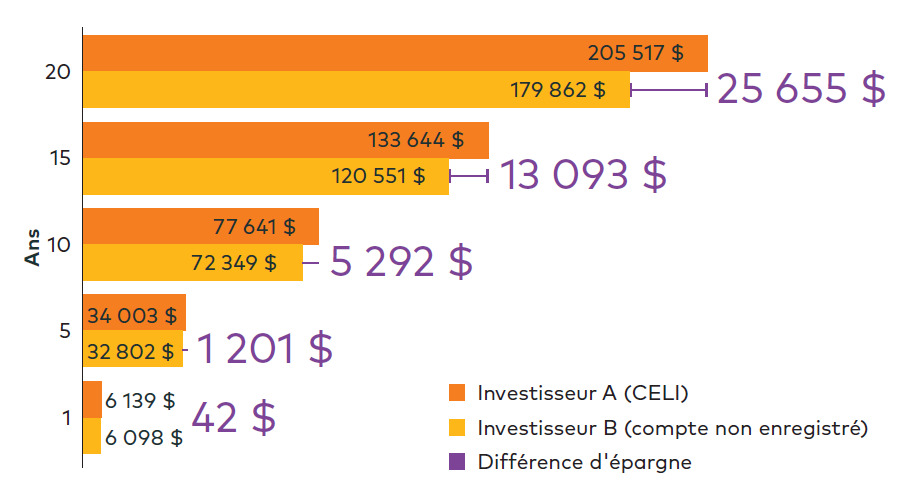 205 517 $
20
179 862 $
25 655 $
133 644 $
15
120 551 $
13 093 $
77 641 $
Ans
10
72 349 $
5 292 $
34 003 $
5
32 802 $
1 201 $
6 139 $
1
6 098 $
42 $
Investisseur A (CELI)
Investisseur B (compte non enregistré)
Différence d'épargne